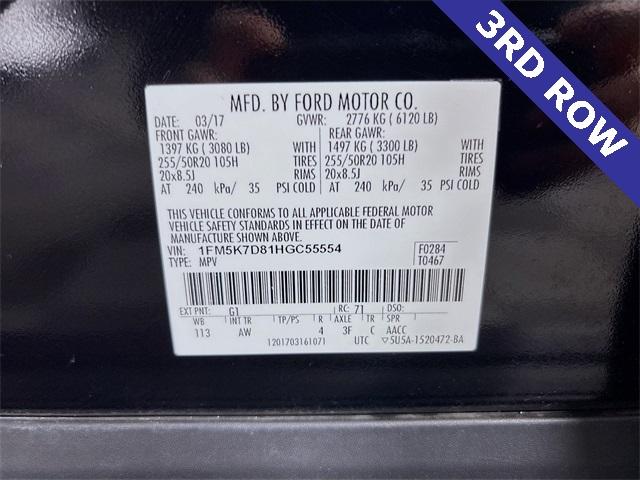 3RD ROW
MFD. BY FORD MOTOR CO.
DATE: 03/17 GVWR: 2776 KG ( 6120 LB)
FRONT GAWR: REAR GAWR:
1397 KG ( 3080 LB) WITH 1497 KG ( 3300 LB) WITH
255/50R20 105H TIRES 255/50R20 105H TIRES
20x8.5J RIMS 20x8.5J RIMS
AT 240 kPa/ 35 PSI COLD AT 240 kPa/ 35 PSI COLD
THIS VEHICLE CONFORMS TO ALL APPLICABLE FEDERAL MOTOR
VEHICLE SAFETY STANDARDS IN EFFECT ON THE DATE OF
MANUFACTURE SHOWN ABOVE.
VIN: 1FM5K7D81HGC55554 F0284
TYPE: MPV T0467
EXT PNT: G1 RC: 71 DSO:
WB INT TR TP/PS R AXLE TR SPR
113 AW 4 3F C AACC
1201703161071 UTC ▽5U5A-1520472-BA